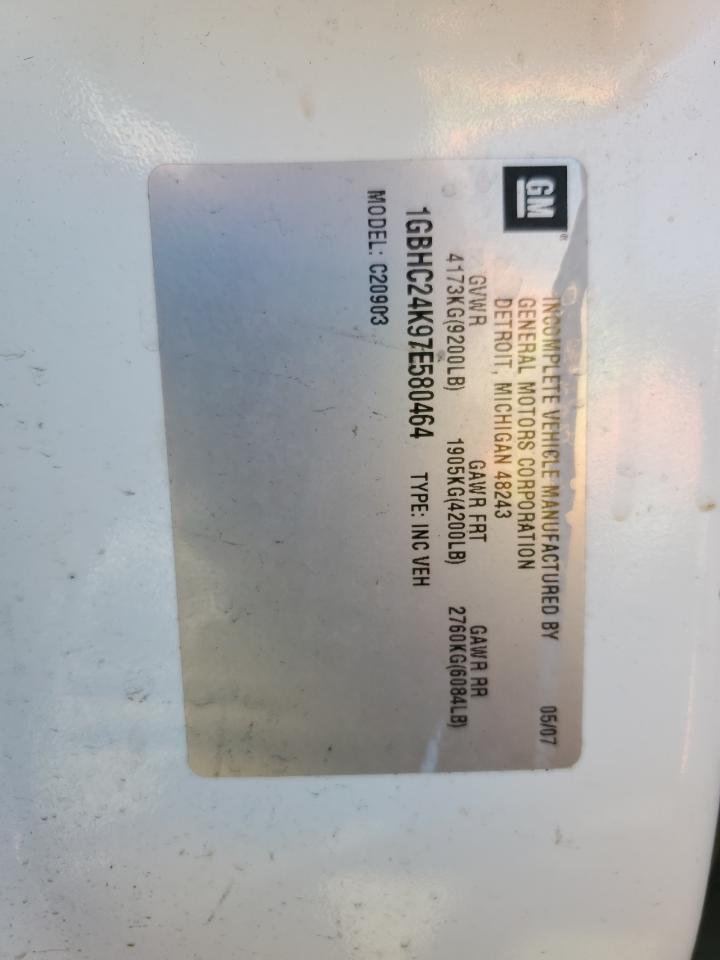 GM®
INCOMPLETE VEHICLE MANUFACTURED BY 05/07
GENERAL MOTORS CORPORATION
DETROIT, MICHIGAN 48243
GVWR GAWR FRT GAWR RR
4173KG(9200LB) 1905KG(4200LB) 2760KG(6084LB)
1GBHC24K97E580464 TYPE: INC VEH
MODEL: C20903